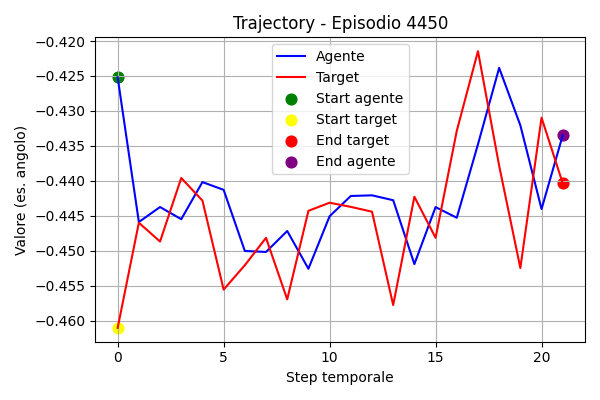 Trajectory - Episodio 4450
Agente
Target
Start agente
Start target
End target
End agente
−0.420
−0.425
−0.430
−0.435
−0.440
−0.445
−0.450
−0.455
−0.460
Valore (es. angolo)
0
5
10
15
20
Step temporale